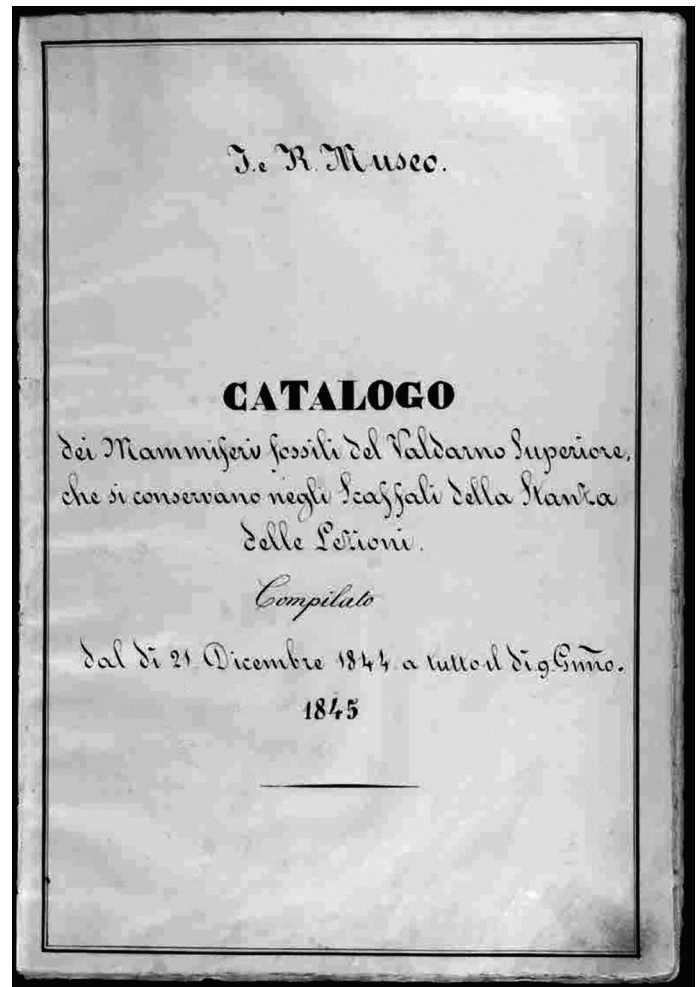 I. e R. Museo.
CATALOGO
dei Mammiferi fossili del Valdarno Superiore,
che si conservano negli Scaffali della Stanza
delle Lezioni.
Compilato
dal dì 21 Dicembre 1844 a tutto il dì 9. Gnño.
1845